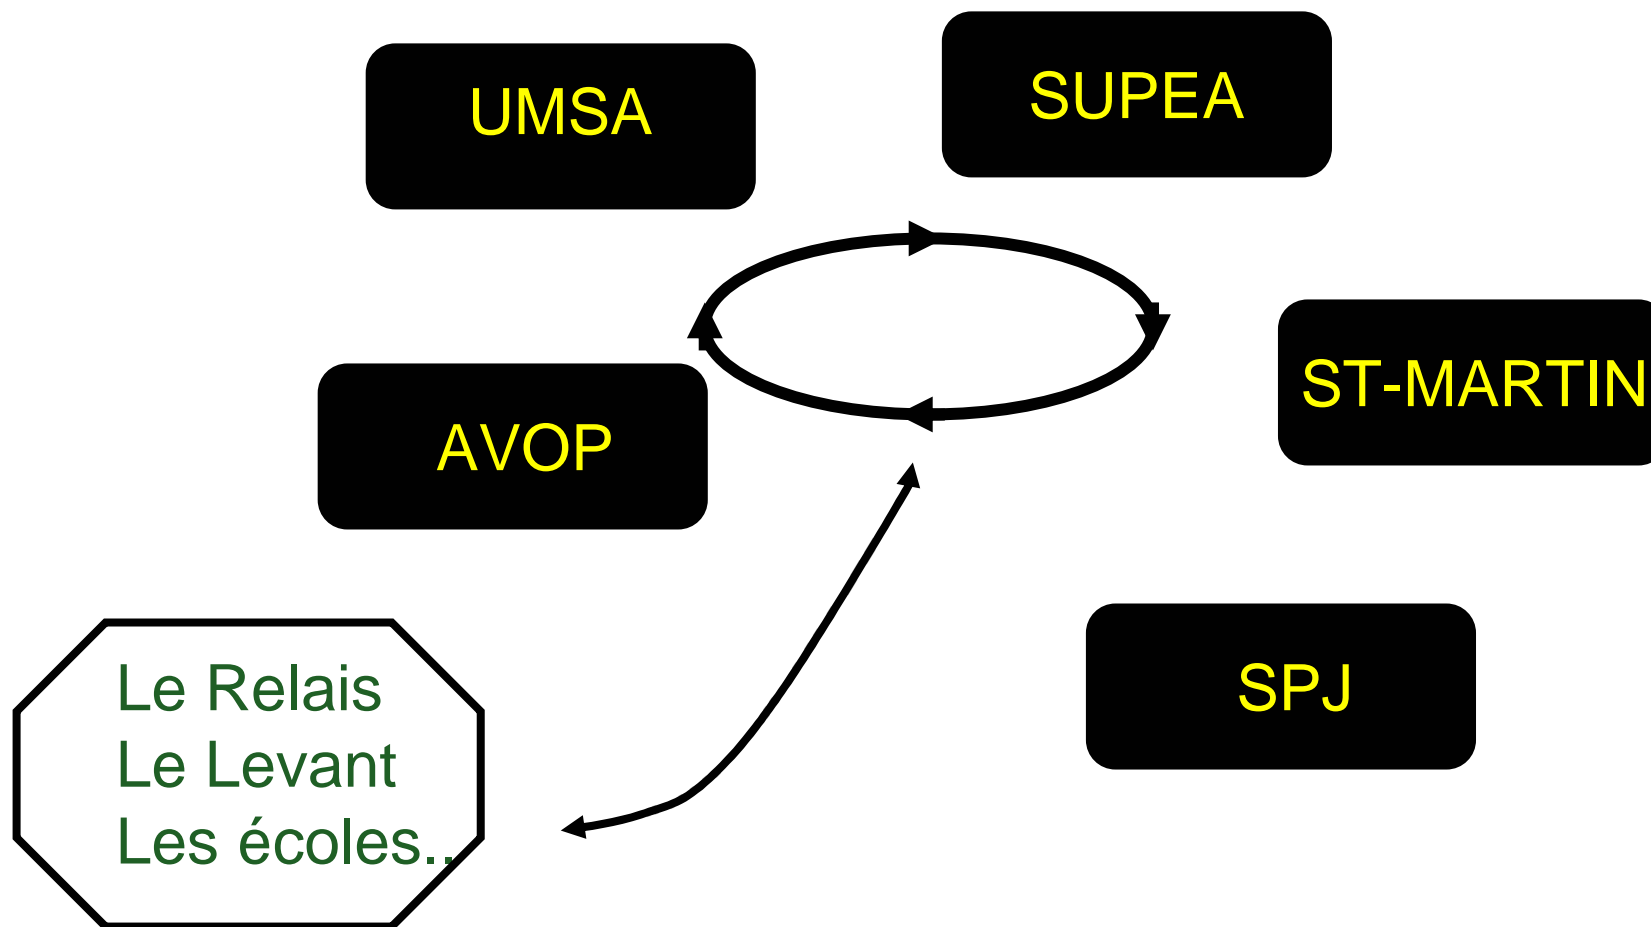 UMSA
SUPEA
ST-MARTIN
AVOP
SPJ
Le Relais
Le Levant
Les écoles..